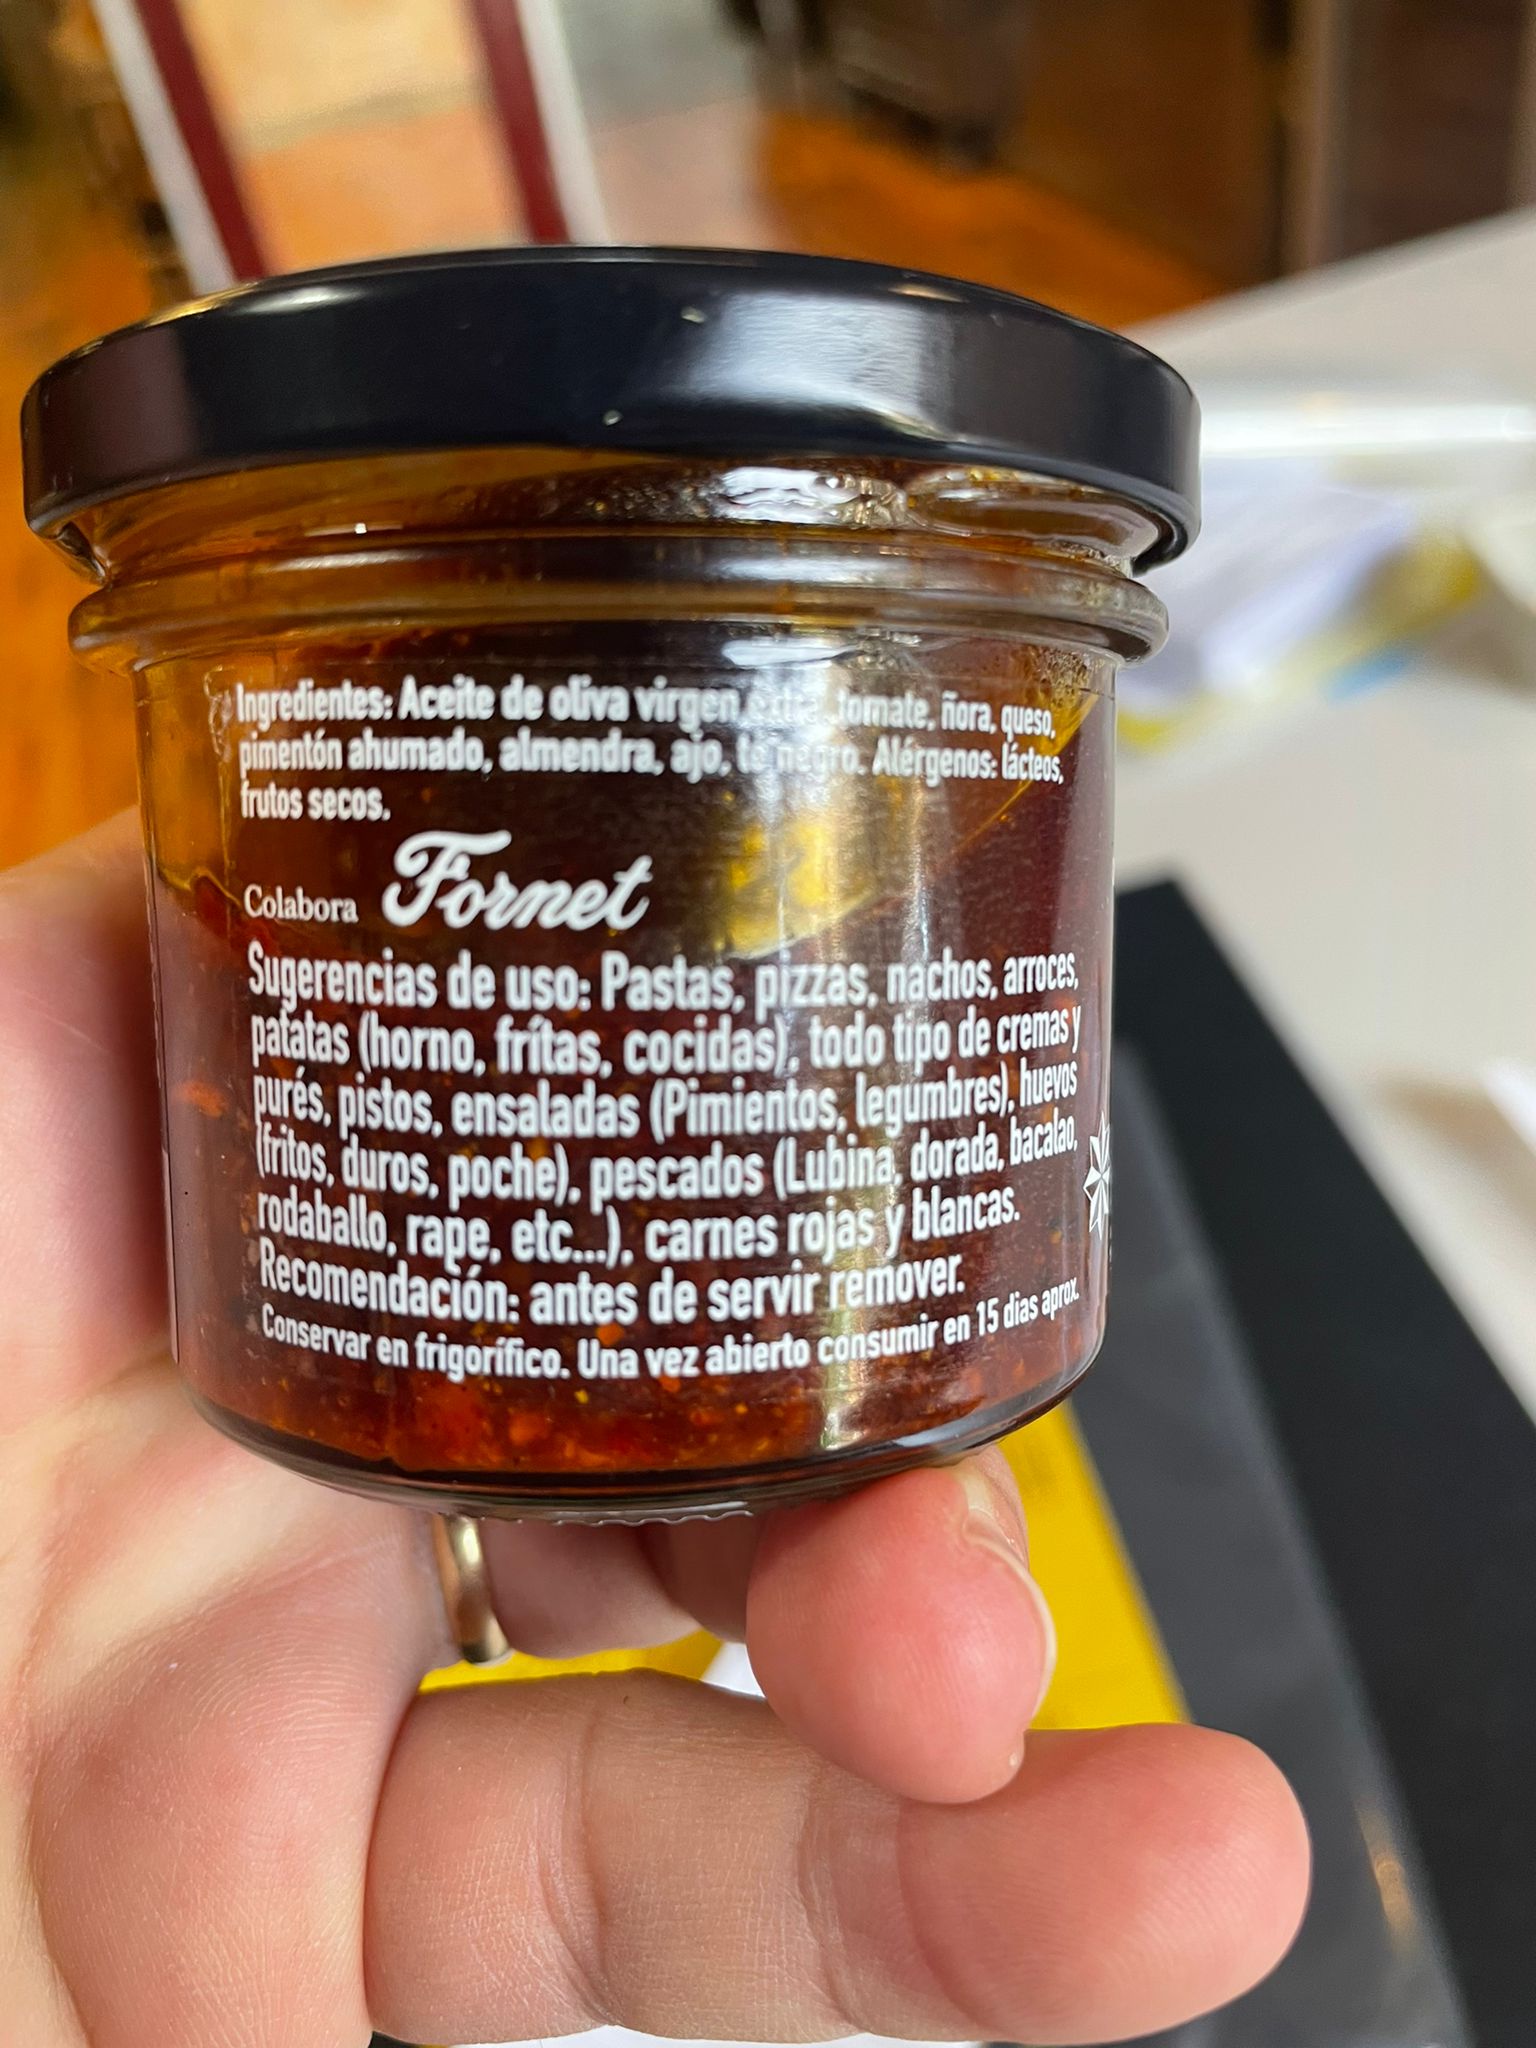 Ingredientes: Aceite de oliva virgen extra, tomate, ñora, queso,
pimentón ahumado, almendra, ajo, te negro. Alérgenos: lácteos,
frutos secos.
Colabora Fornet
Sugerencias de uso: Pastas, pizzas, nachos, arroces,
patatas (horno, frítas, cocidas), todo tipo de cremas y
purés, pistos, ensaladas (Pimientos, legumbres), huevos
(fritos, duros, poche), pescados (Lubina, dorada, bacalao,
rodaballo, rape, etc...), carnes rojas y blancas.
Recomendación: antes de servir remover.
Conservar en frigorífico. Una vez abierto consumir en 15 dias aprox.